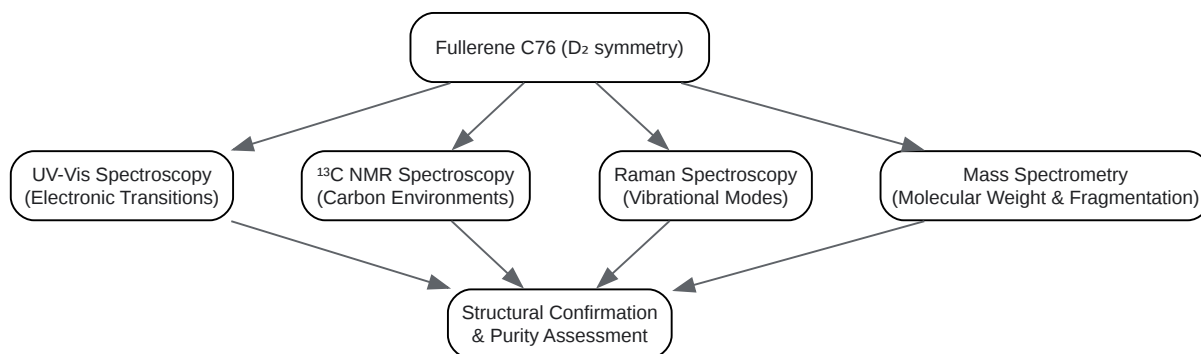 Fullerene C76 (D₂ symmetry)
UV-Vis Spectroscopy
(Electronic Transitions)
¹³C NMR Spectroscopy
(Carbon Environments)
Raman Spectroscopy
(Vibrational Modes)
Mass Spectrometry
(Molecular Weight & Fragmentation)
Structural Confirmation
& Purity Assessment